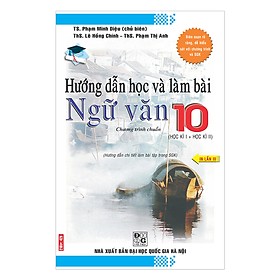 TS. Phạm Minh Diệu (chủ biên)
ThS. Lê Hồng Chính - ThS. Phạm Thị Anh
Hướng dẫn học và làm bài
Ngữ văn 10
Chương trình chuẩn
(HỌC KÌ I + HỌC KÌ II)
(Hướng dẫn chi tiết làm bài tập trong SGK)
NHÀ XUẤT BẢN ĐẠI HỌC QUỐC GIA HÀ NỘI